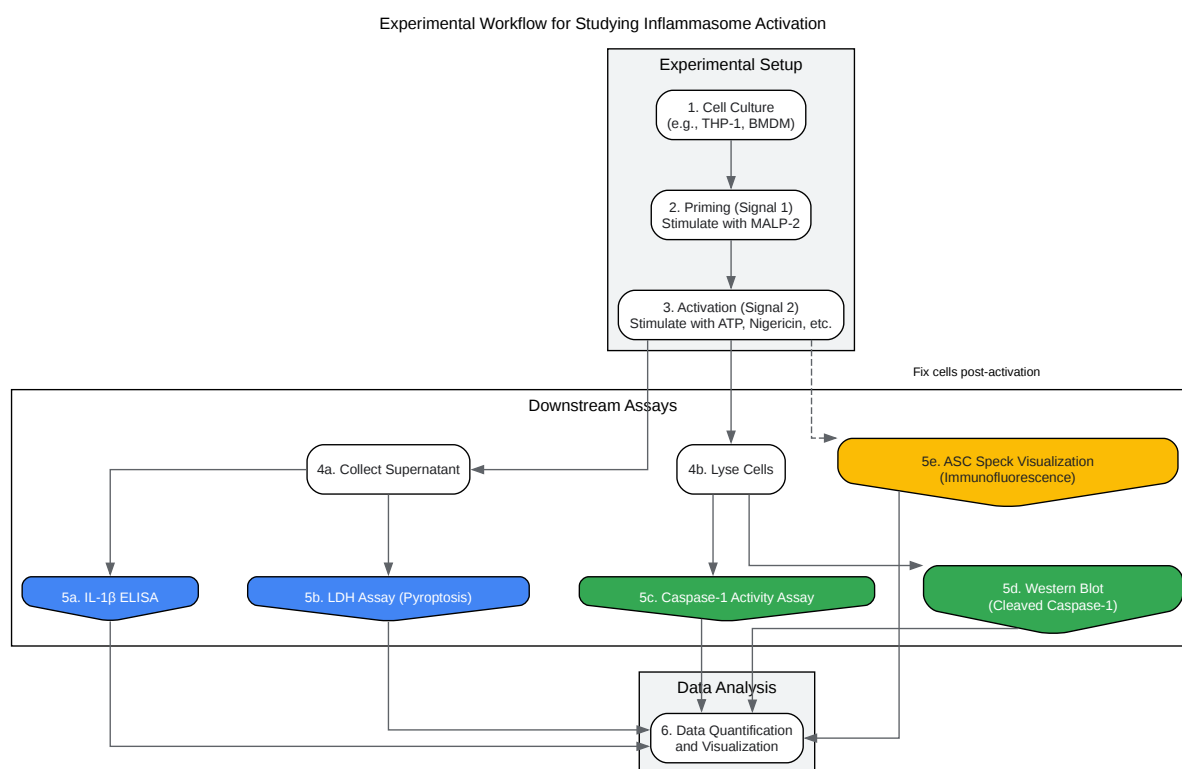 Experimental Workflow for Studying Inflammasome Activation
Experimental Setup
1. Cell Culture
(e.g., THP-1, BMDM)
2. Priming (Signal 1)
Stimulate with MALP-2
3. Activation (Signal 2)
Stimulate with ATP, Nigericin, etc.
Fix cells post-activation
Downstream Assays
4a. Collect Supernatant
4b. Lyse Cells
5e. ASC Speck Visualization
(Immunofluorescence)
5a. IL-1β ELISA
5b. LDH Assay (Pyroptosis)
5c. Caspase-1 Activity Assay
5d. Western Blot
(Cleaved Caspase-1)
Data Analysis
6. Data Quantification
and Visualization